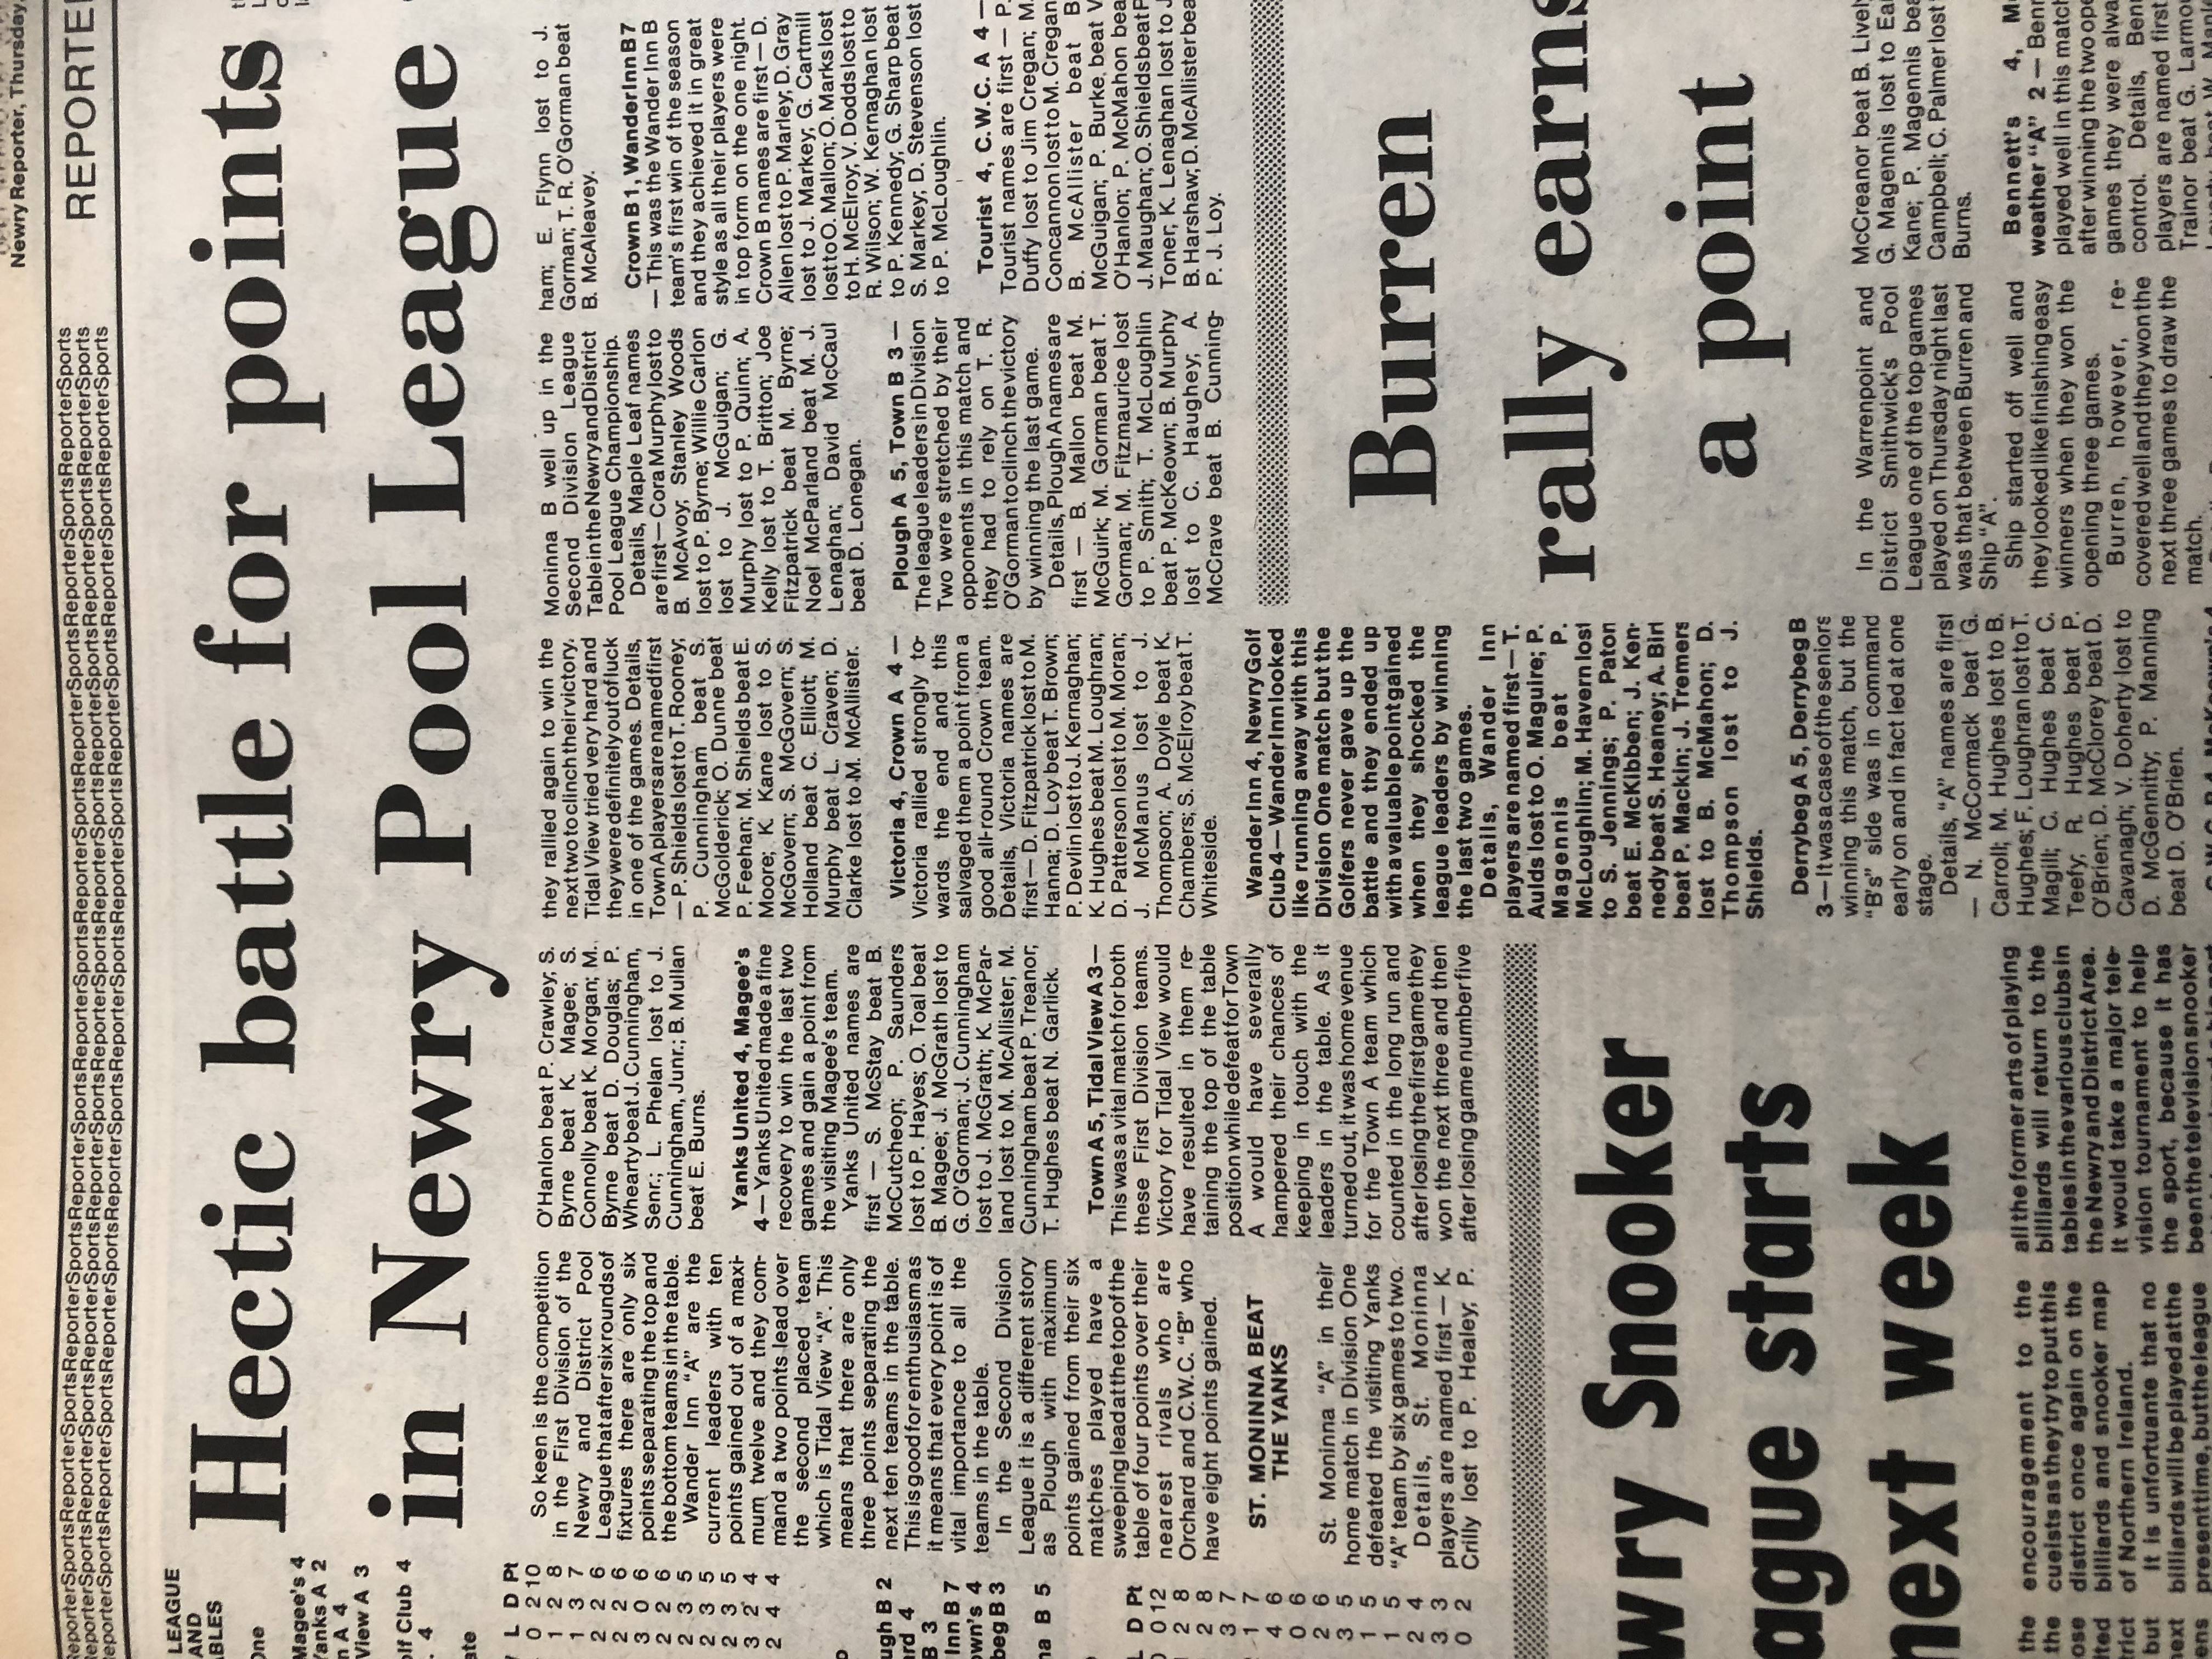 Newry Reporter, Thursday,
REPORTE
ReporterSportsReporterSportsReporterSportsReporterSportsReporterSportsReporterSportsReporterSports
Hectic battle for points
in Newry Pool League
LEAGUE
AND
One
Magee's 4
Yanks A 2
View A 3
olf Club 4
L D Pt
0 2 10
1 2 8
1 3 7
2 2 6
2 2 6
3 0 6
2 2 6
2 3 5
2 3 5
2 3 5
3 2 4
2 4 4
ugh B 2
ard 4
B 3
Inn B 7
own's 4
beg B 3
B 5
L D Pt
0 0 12
2 8
2 8
3 7
1 7
4 6
0 6
2 6
3 5
1 5
1 5
2 4
3 3
0 2
So keen is the competition
in the First Division of the
Newry and District Pool
League that after six rounds of
fixtures there are only six
points separating the top and
the bottom teams in the table.
Wander Inn "A" are the
current leaders with ten
points gained out of a maxi-
mum twelve and they com-
mand a two points lead over
the second placed team
which is Tidal View "A". This
means that there are only
three points separating the
next ten teams in the table.
This is good for enthusiasm as
it means that every point is of
vital importance to all the
teams in the table.
In the Second Division
League it is a different story
as Plough with maximum
points gained from their six
matches played have a
sweeping lead at the top of the
table of four points over their
nearest rivals who are
Orchard and C.W.C. "B" who
have eight points gained.
ST. MONINNA BEAT
THE YANKS
St. Moninna "A" in their
home match in Division One
defeated the visiting Yanks
"A" team by six games to two.
Details, St. Moninna
players are named first — K.
Crilly lost to P. Healey; P.
O'Hanlon beat P. Crawley; S.
Byrne beat K. Magee; S.
Connolly beat K. Morgan; M.
Byrne beat D. Douglas; P.
Whearty beat J. Cunningham,
Senr.; L. Phelan lost to J.
Cunningham, Junr.; B. Mullan
beat E. Burns.
Yanks United 4, Magee's
4 — Yanks United made a fine
recovery to win the last two
games and gain a point from
the visiting Magee's team.
Yanks United names are
first — S. McStay beat B.
McCutcheon; P. Saunders
lost to P. Hayes; O. Toal beat
B. Magee; J. McGrath lost to
G. O'Gorman; J. Cunningham
lost to J. McGrath; K. McPar-
land lost to M. McAllister; M.
Cunningham beat P. Treanor;
T. Hughes beat N. Garlick.
Town A 5, Tidal View A 3 —
This was a vital match for both
these First Division teams.
Victory for Tidal View would
have resulted in them re-
taining the top of the table
position while defeat for Town
A would have severally
hampered their chances of
keeping in touch with the
leaders in the table. As it
turned out, it was home venue
for the Town A team which
counted in the long run and
after losing the first game they
won the next three and then
after losing game number five
they rallied again to win the
next two to clinch their victory.
Tidal View tried very hard and
they were definitely out of luck
in one of the games. Details,
Town A players are named first
— P. Shields lost to T. Rooney;
P. Cunningham beat S.
McGolderick; O. Dunne beat
P. Feehan; M. Shields beat E.
Moore; K. Kane lost to S.
McGovern; S. McGovern; S.
Holland beat C. Elliott; M.
Murphy beat L. Craven; D.
Clarke lost to M. McAllister.
Victoria 4, Crown A 4 —
Victoria rallied strongly to-
wards the end and this
salvaged them a point from a
good all-round Crown team.
Details, Victoria names are
first — D. Fitzpatrick lost to M.
Hanna; D. Loy beat T. Brown;
P. Devlin lost to J. Kernaghan;
K. Hughes beat M. Loughran;
D. Patterson lost to M. Moran;
J. McManus lost to J.
Thompson; A. Doyle beat K.
Chambers; S. McElroy beat T.
Whiteside.
Wander Inn 4, Newry Golf
Club 4 — Wander Inn looked
like running away with this
Division One match but the
Golfers never gave up the
battle and they ended up
with a valuable point gained
when they shocked the
league leaders by winning
the last two games.
Details, Wander Inn
players are named first — T.
Aulds lost to O. Maguire; P.
Magennis beat P.
McLoughlin; M. Havern lost
to S. Jennings; P. Paton
beat E. McKibben; J. Ken-
nedy beat S. Heaney; A. Birl
beat P. Mackin; J. Tremers
lost to B. McMahon; D.
Thompson lost to J.
Shields.
Derrybeg A 5, Derrybeg B
3 — It was a case of the seniors
winning this match, but the
"B's" side was in command
early on and in fact led at one
stage.
Details, "A" names are first
— N. McCormack beat G.
Carroll; M. Hughes lost to B.
Hughes; F. Loughran lost to T.
Magill; C. Hughes beat C.
Teefy; R. Hughes beat P.
O'Brien; D. McClorey beat D.
Cavanagh; V. Doherty lost to
D. McGennitty; P. Manning
beat D. O'Brien.
Moninna B well up in the
Second Division League
Table in the Newry and District
Pool League Championship.
Details, Maple Leaf names
are first — Cora Murphy lost to
B. McAvoy; Stanley Woods
lost to P. Byrne; Willie Carlon
lost to J. McGuigan; G.
Murphy lost to P. Quinn; A.
Kelly lost to T. Britton; Joe
Fitzpatrick beat M. Byrne;
Noel McParland beat M. J.
Lenaghan; David McCaul
beat D. Lonegan.
Plough A 5, Town B 3 —
The league leaders in Division
Two were stretched by their
opponents in this match and
they had to rely on T. R.
O'Gorman to clinch the victory
by winning the last game.
Details, Plough A names are
first — B. Mallon beat M.
McGuirk; M. Gorman beat T.
Gorman; M. Fitzmaurice lost
to P. Smith; T. McLoughlin
beat P. McKeown; B. Murphy
lost to C. Haughey; A.
McCrave beat B. Cunning-
ham; E. Flynn lost to J.
Gorman; T. R. O'Gorman beat
B. McAleavey.
Crown B 1, Wander Inn B 7
— This was the Wander Inn B
team's first win of the season
and they achieved it in great
style as all their players were
in top form on the one night.
Crown B names are first — D.
Allen lost to P. Marley; D. Gray
lost to J. Markey; G. Cartmill
lost to O. Mallon; O. Marks lost
to H. McElroy; V. Dodds lost to
R. Wilson; W. Kernaghan lost
to P. Kennedy; G. Sharp beat
S. Markey; D. Stevenson lost
to P. McLoughlin.
Tourist 4, C.W.C. A 4 —
Tourist names are first — P.
Duffy lost to Jim Cregan; M.
Concannon lost to M. Cregan
B. McAllister beat B
McGuigan; P. Burke, beat V
O'Hanlon; P. McMahon bea
J. Maughan; O. Shields beat P
Toner, K. Lenaghan lost to J
B. Harshaw; D. McAllister bea
P. J. Loy.
wry Snooker
ague starts
next week
the
the
ose
ted
rict
but
next
ens
encouragement to the
cueists as they try to put this
district once again on the
billiards and snooker map
of Northern Ireland.
It is unfortuante that no
billiards will be played at the
present time, but the league
all the former arts of playing
billiards will return to the
tables in the various clubs in
the Newry and District Area.
It would take a major tele-
vision tournament to help
the sport, because it has
been the television snooker
Burren
rally earns
a point
In the Warrenpoint and
District Smithwick's Pool
League one of the top games
played on Thursday night last
was that between Burren and
Ship "A".
Ship started off well and
they looked like finishing easy
winners when they won the
opening three games.
Burren, however, re-
covered well and they won the
next three games to draw the
match.
McCreanor beat B. Livel
G. Magennis lost to Ea
Kane; P. Magennis bea
Campbell; C. Palmer lost
Burns.
Bennett's 4, M
weather "A" 2 — Benn
played well in this match
after winning the two ope
games they were alwa
control. Details, Benn
players are named first
Trainor beat G. Larmou